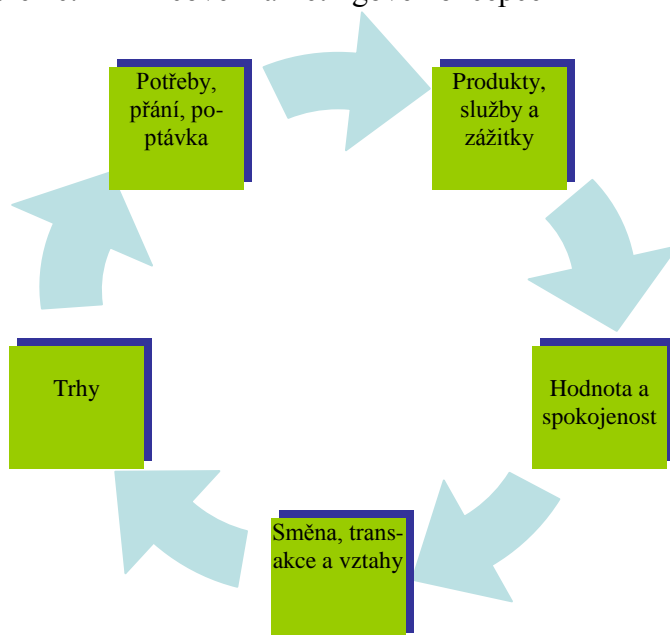 Potřeby,
přání, po-
ptávka
Produkty,
služby a
zážitky
Hodnota a
spokojenost
Směna, trans-
akce a vztahy
Trhy